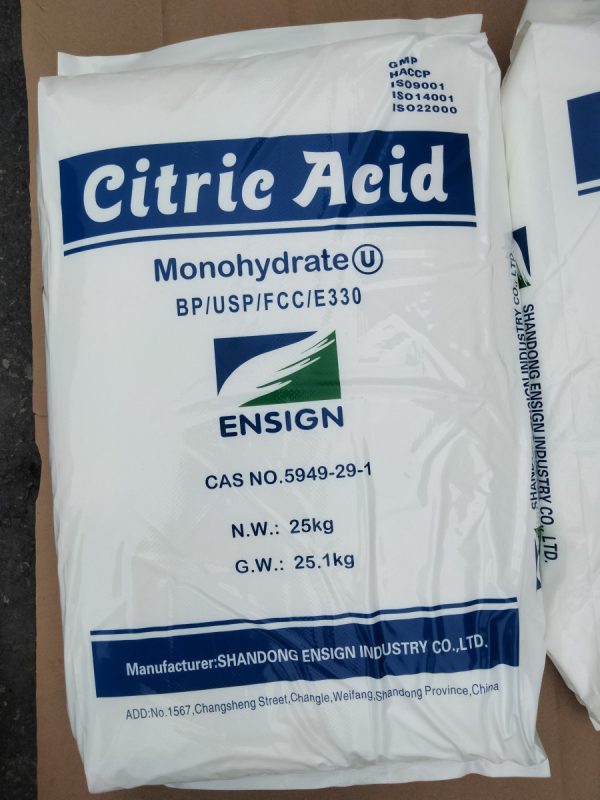 GMP
HACCP
ISO9001
ISO14001
ISO22000
Citric Acid
Monohydrate Ⓤ
BP/USP/FCC/E330
ENSIGN
CAS NO.5949-29-1
N.W.: 25kg
G.W.: 25.1kg
Manufacturer:SHANDONG ENSIGN INDUSTRY CO.,LTD.
ADD:No.1567,Changsheng Street,Changle,Weifang,Shandong Province,China
SHANDONG ENSIGN INDUSTRY CO., LTD.